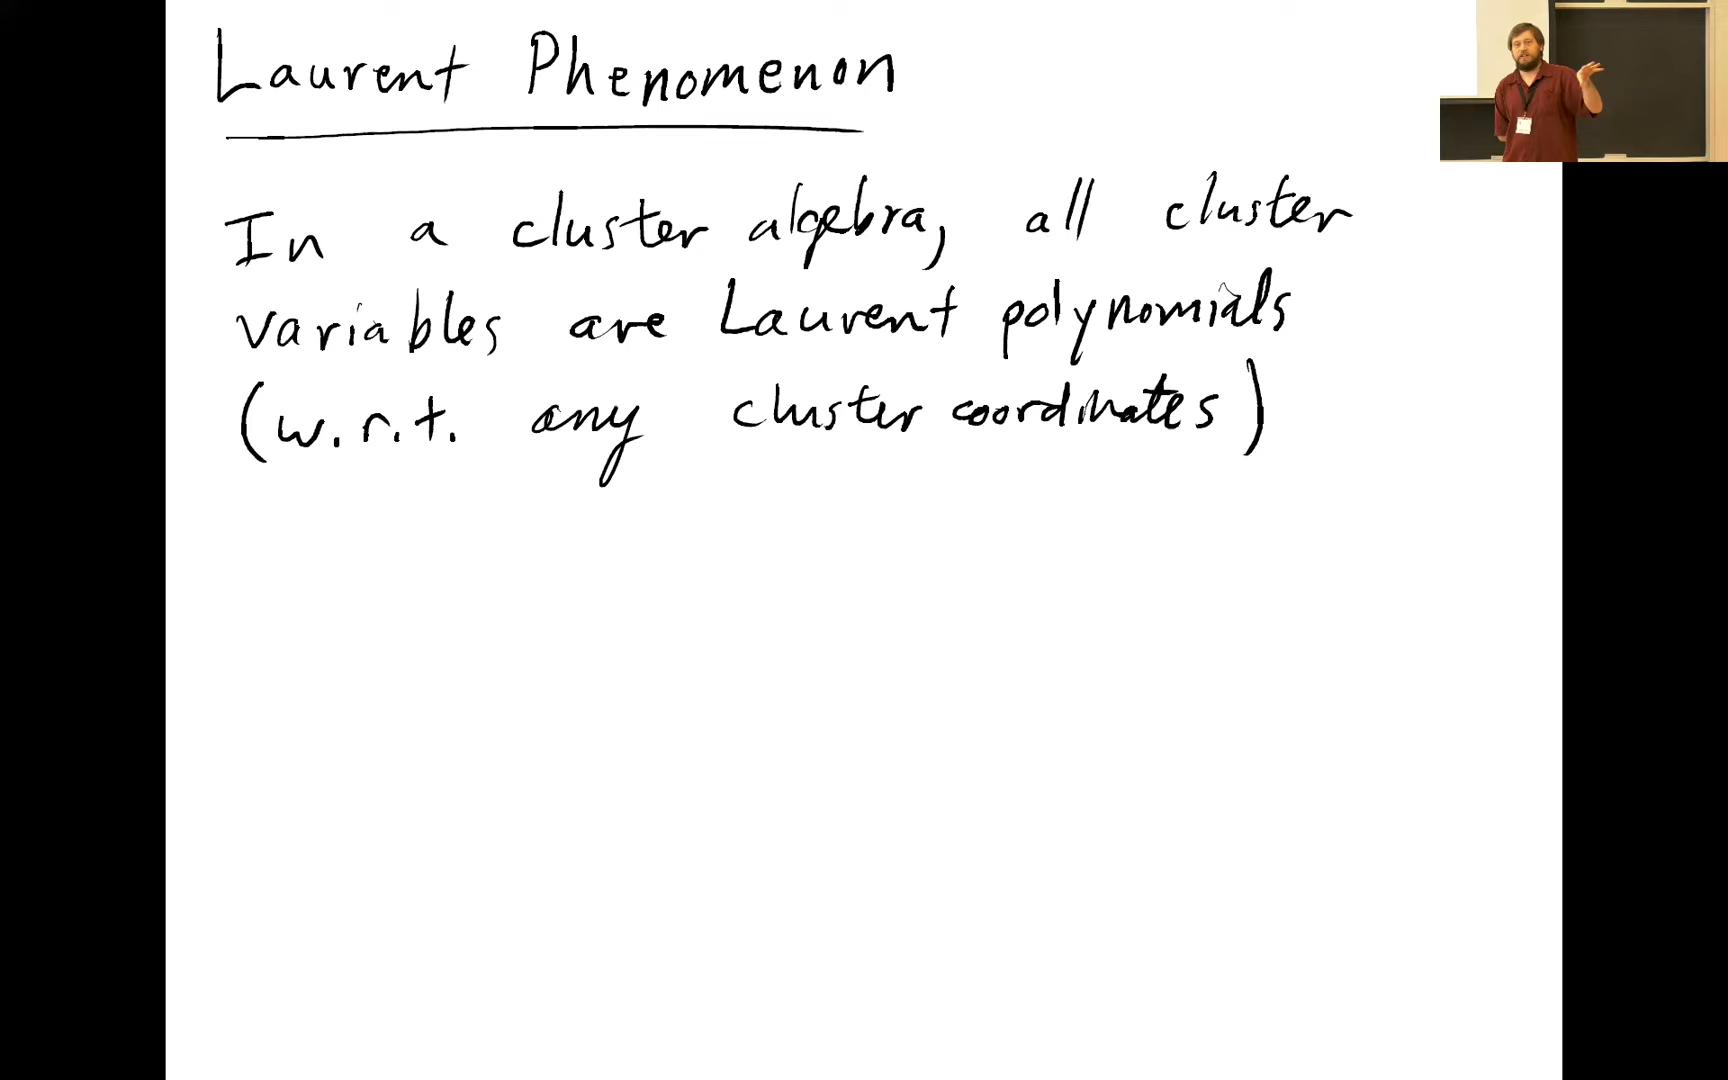 Laurent Phenomenon
In a cluster algebra, all cluster
variables are Laurent polynomials
(w.r.t. any cluster coordinates)